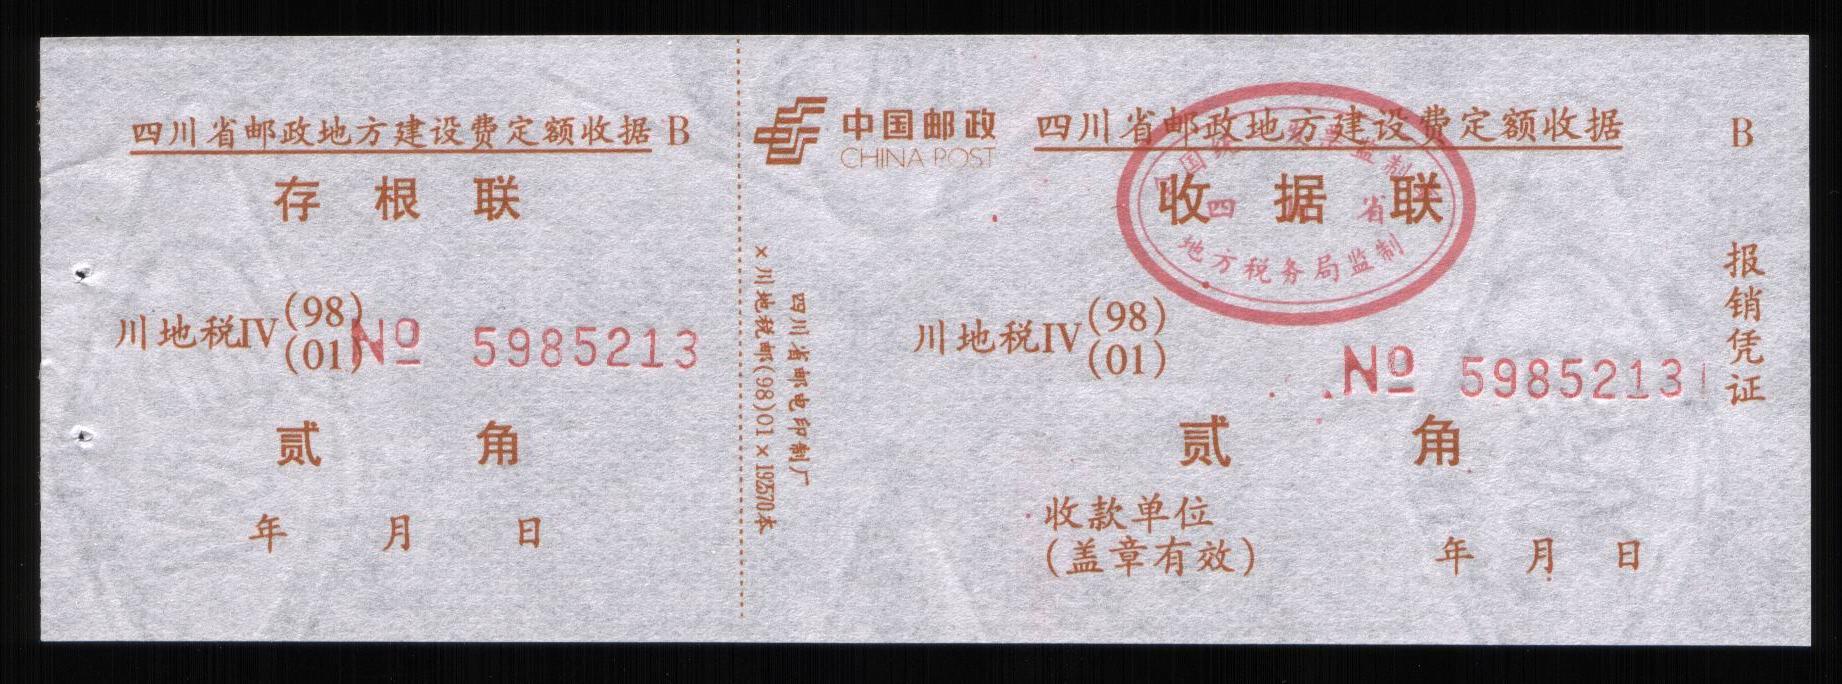 四川省邮政地方建设费定额收据 B
存根联
川地税IV(98)(01) No 5985213
贰角
年 月 日
四川省邮电印制厂
×川地税邮(98)01×192570本
中国邮政
CHINA POST
四川省邮政地方建设费定额收据 B
收据联
四 省
地方税务局监制
川地税IV(98)(01)
No 5985213
贰角
收款单位
(盖章有效)
年 月 日
报销凭证